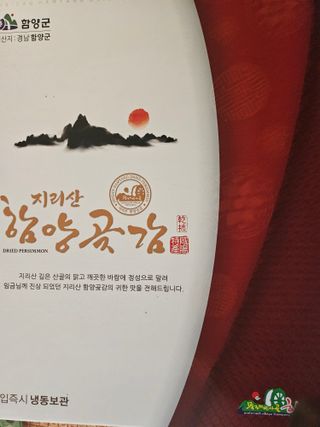 함양군
산지 : 경남 함양군
지리산
함양곶감
DRIED PERSIMMON
지리산 깊은 산골의 맑고 깨끗한 바람에 정성으로 말려
임금님께 진상 되었던 지리산 함양곶감의 귀한 맛을 전해드립니다.
입즉시 냉동보관